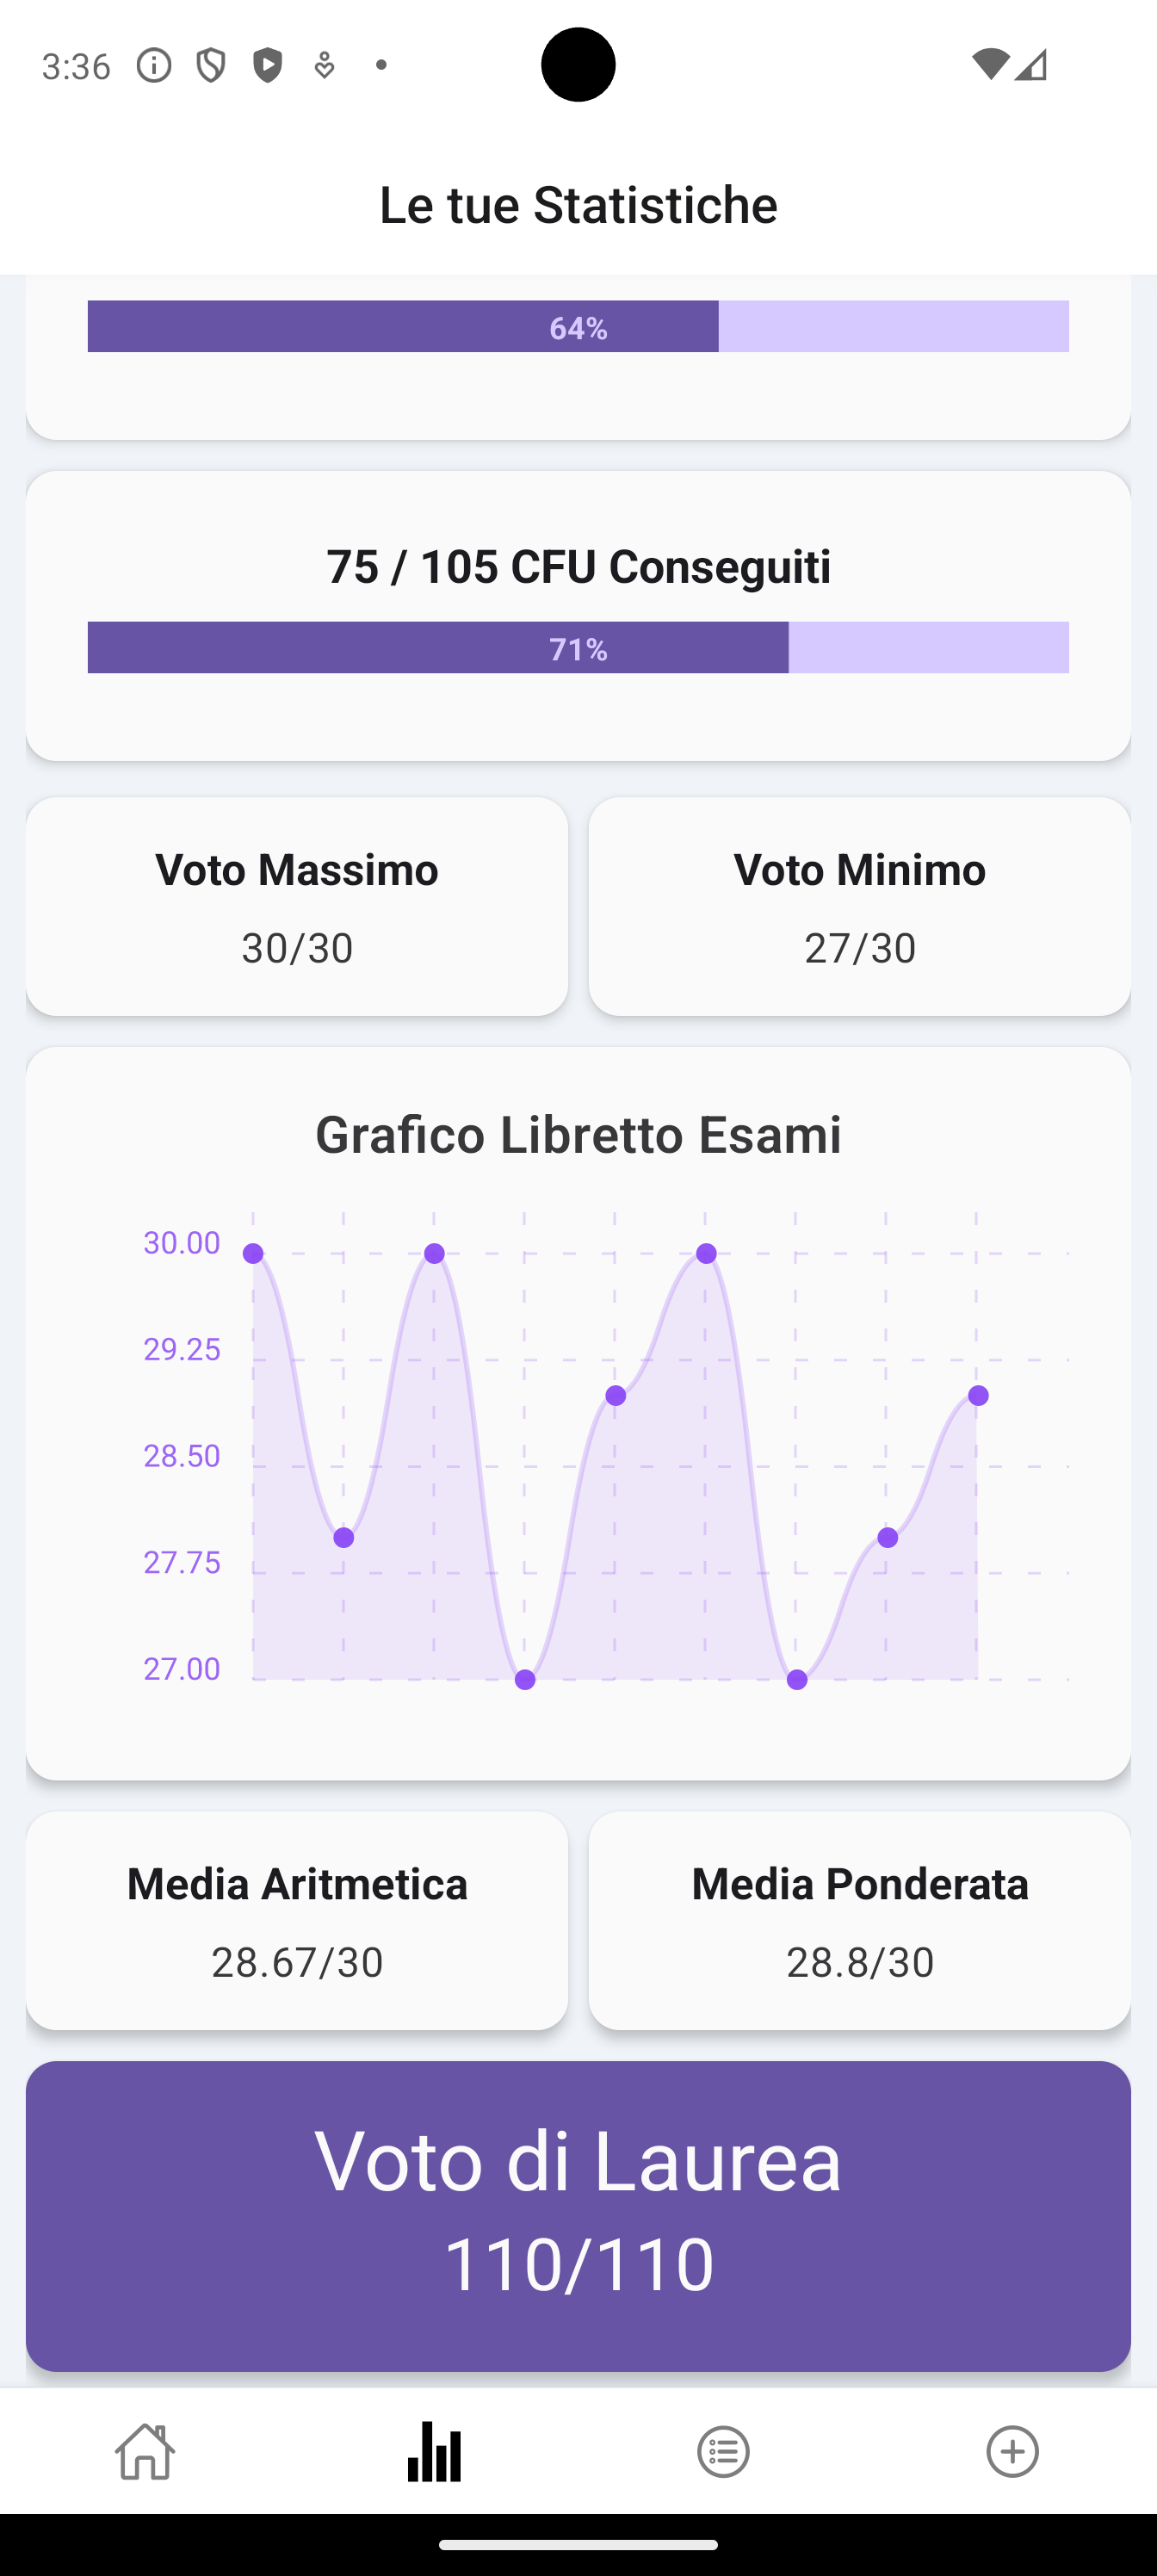 3:36
Le tue Statistiche
64%
75 / 105 CFU Conseguiti
71%
Voto Massimo
30/30
Voto Minimo
27/30
Grafico Libretto Esami
30.00
29.25
28.50
27.75
27.00
Media Aritmetica
28.67/30
Media Ponderata
28.8/30
Voto di Laurea
110/110